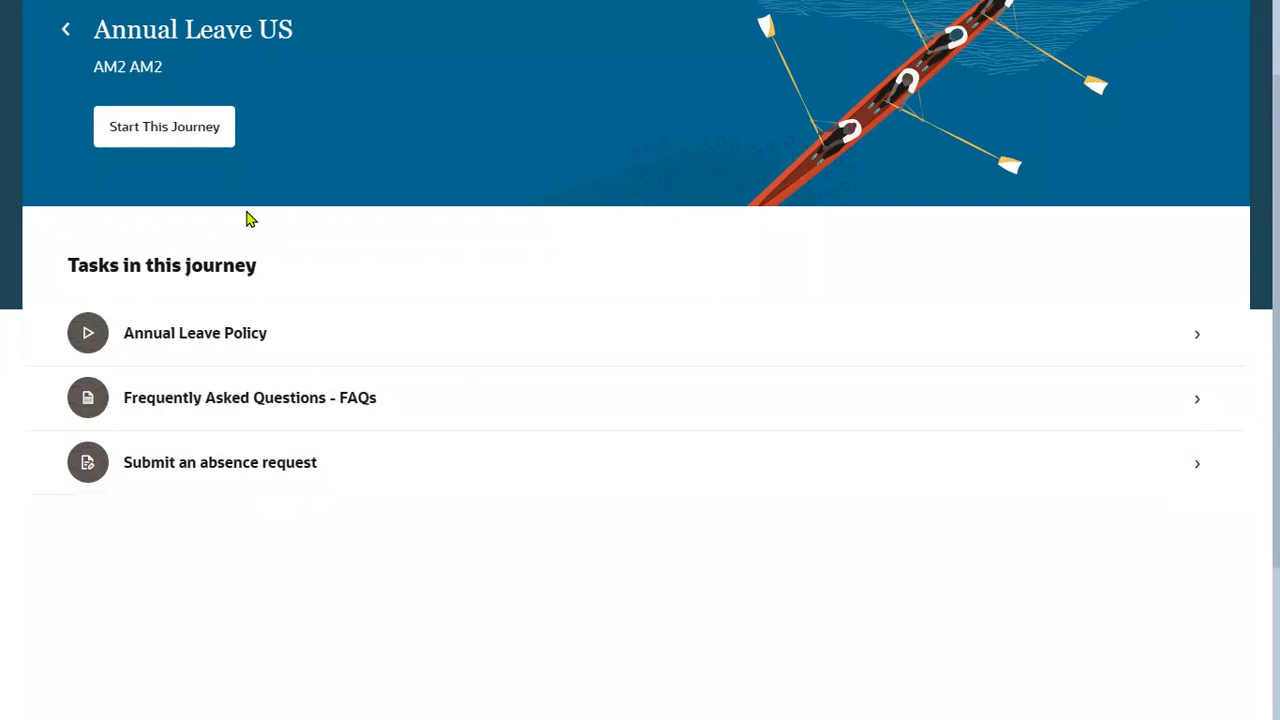 Annual Leave US
AM2 AM2
Start This Journey
Tasks in this journey
Annual Leave Policy
Frequently Asked Questions - FAQs
Submit an absence request